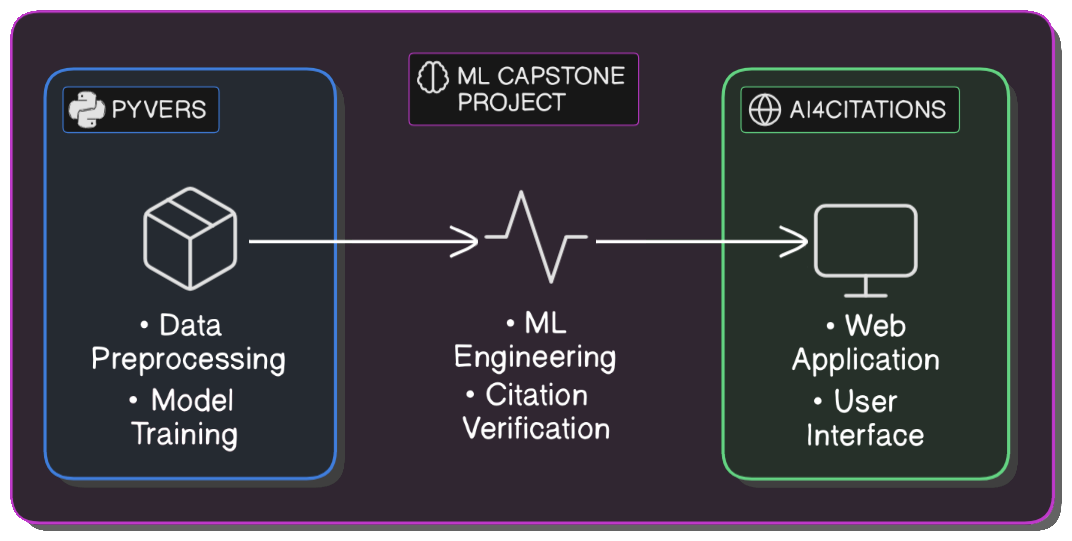 ML CAPSTONE
PROJECT
PYVERS
• Data
Preprocessing
• Model
Training
• ML
Engineering
• Citation
Verification
AI4CITATIONS
• Web
Application
• User
Interface